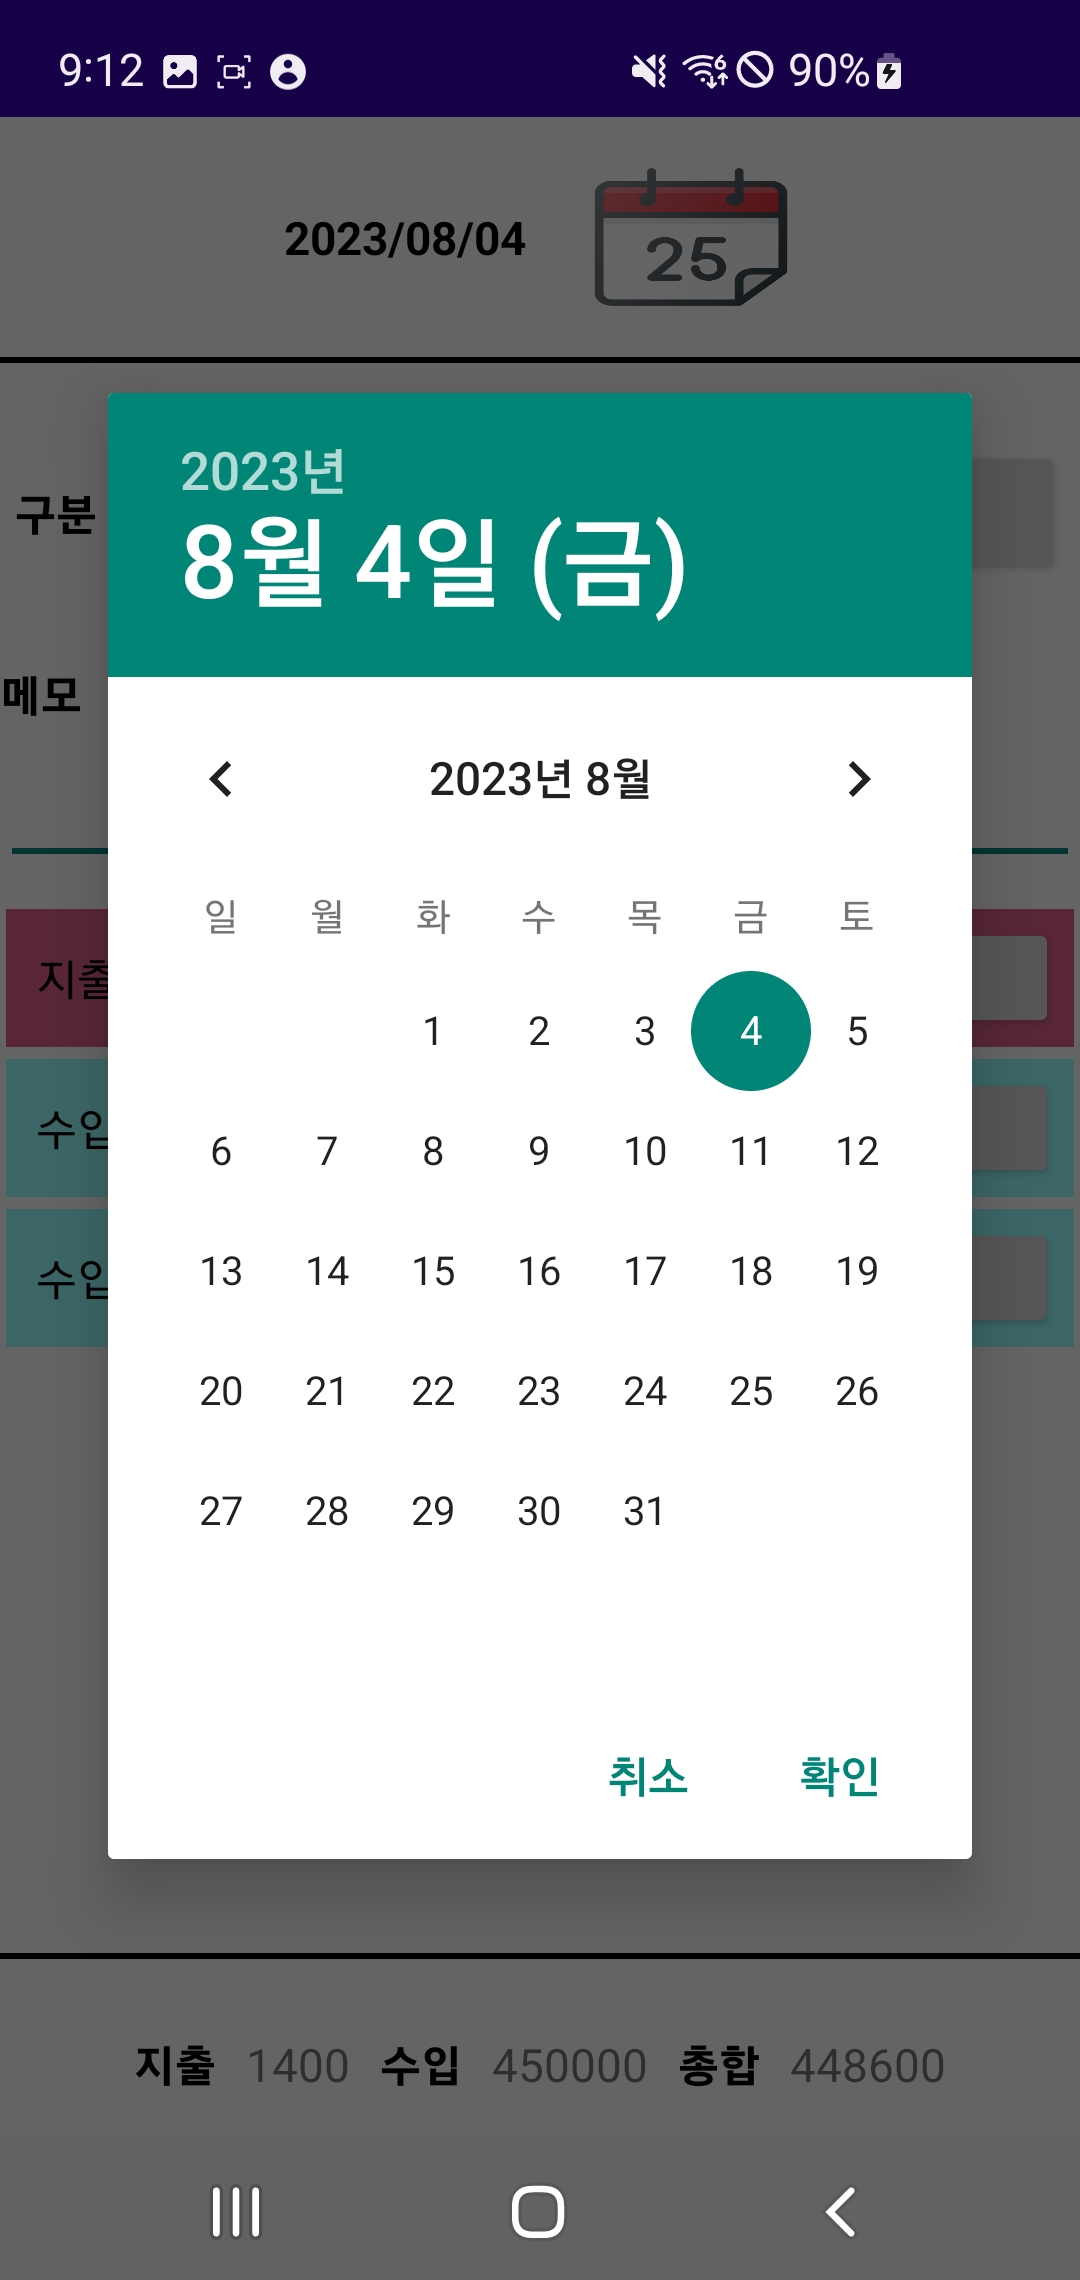 9:12 6 90%
2023/08/04 25
구분
메모
2023년
8월 4일 (금)
2023년 8월
일 월 화 수 목 금 토
1 2 3 4 5
6 7 8 9 10 11 12
13 14 15 16 17 18 19
20 21 22 23 24 25 26
27 28 29 30 31
지출
수입
수입
취소 확인
지출 1400 수입 450000 총합 448600